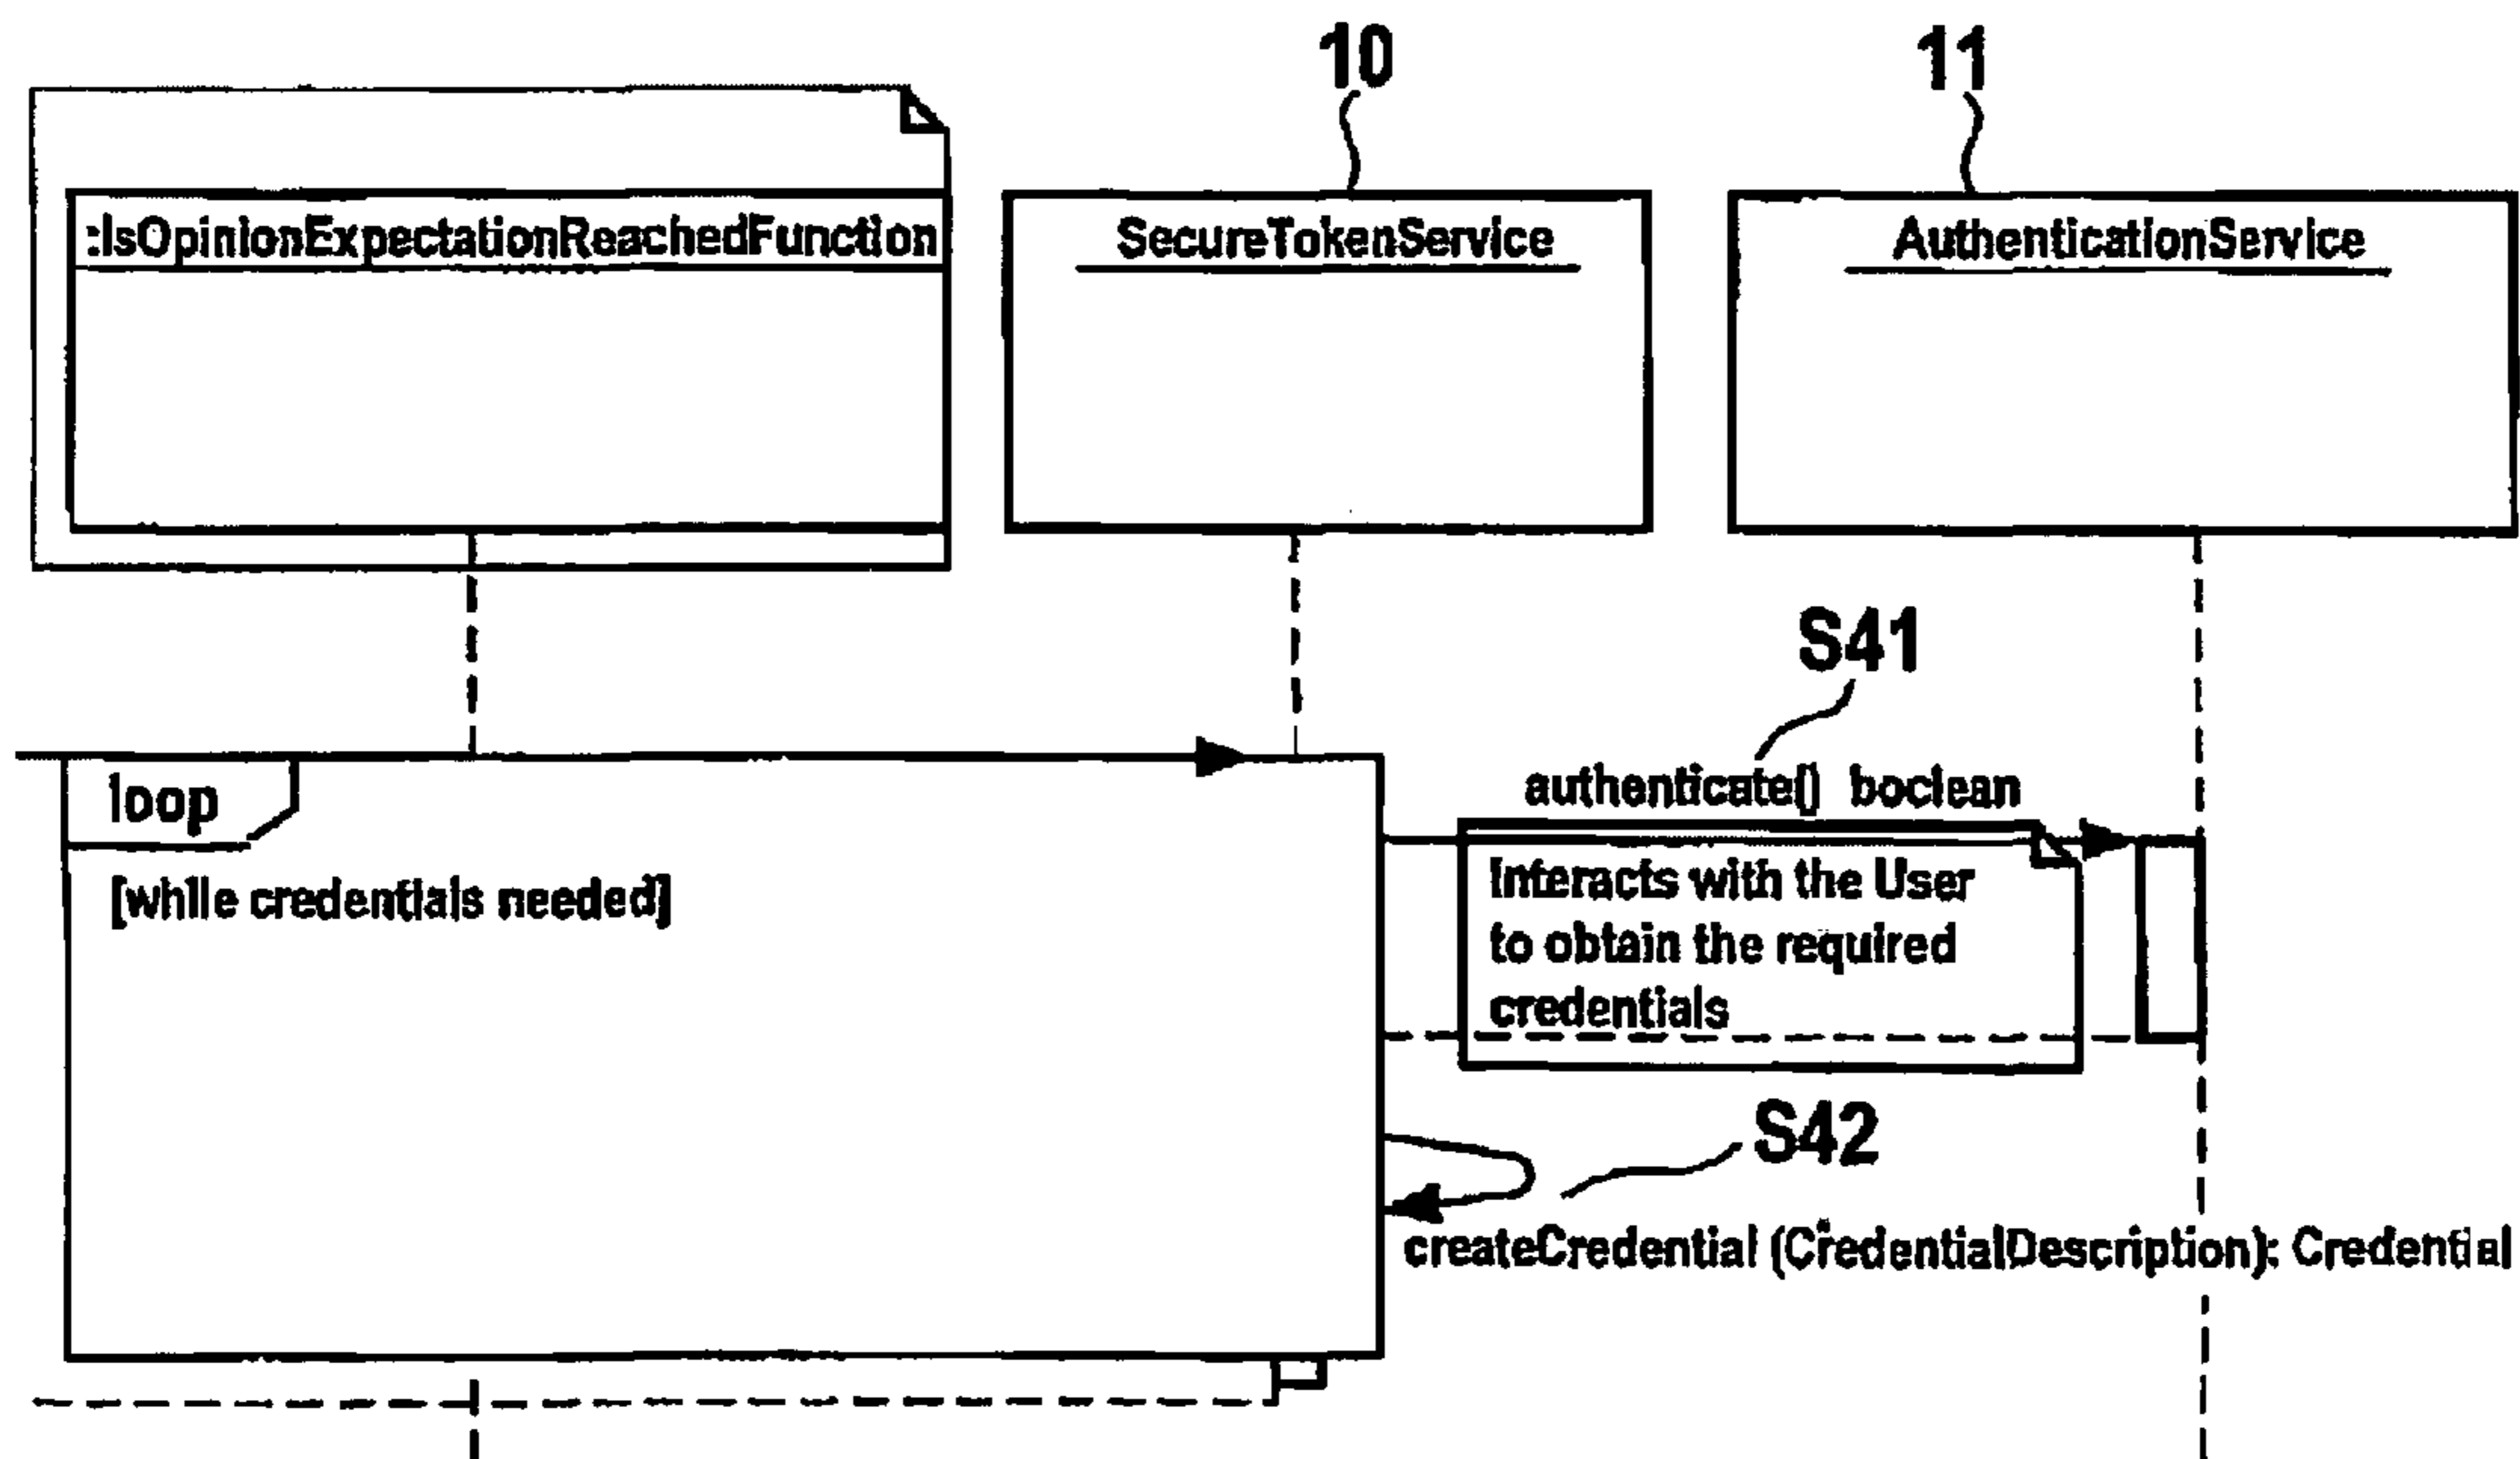 10
11
:IsOpinionExpectationReachedFunction
SecureTokenService
AuthenticationService
S41
authenticate() boclean
loop
[while credentials needed]
Interacts with the User
to obtain the required
credentials
S42
createCredential (CredentialDescription): Credential